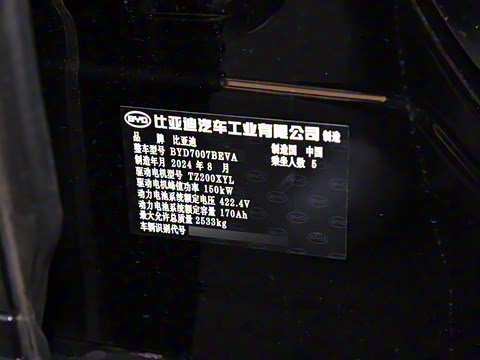 BYD 比亚迪汽车工业有限公司 制造
品牌 比亚迪 制造国 中国
整车型号 BYD7007BEVA 乘坐人数 5
制造年月 2024 年 8 月
驱动电机型号 TZ200XYL
驱动电机峰值功率 150kW
动力电池系统额定电压 422.4V
动力电池系统额定容量 170Ah
最大允许总质量 2533kg
车辆识别代号